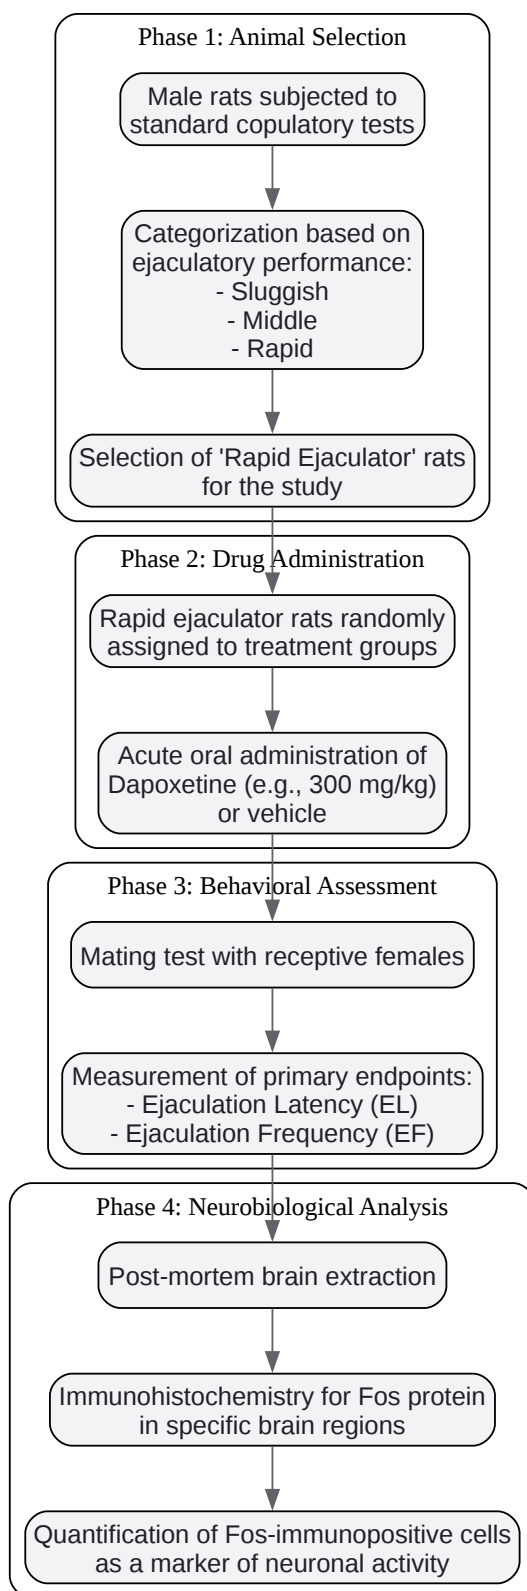 Phase 1: Animal Selection
Male rats subjected to
standard copulatory tests
Categorization based on
ejaculatory performance:
- Sluggish
- Middle
- Rapid
Selection of 'Rapid Ejaculator' rats
for the study
Phase 2: Drug Administration
Rapid ejaculator rats randomly
assigned to treatment groups
Acute oral administration of
Dapoxetine (e.g., 300 mg/kg)
or vehicle
Phase 3: Behavioral Assessment
Mating test with receptive females
Measurement of primary endpoints:
- Ejaculation Latency (EL)
- Ejaculation Frequency (EF)
Phase 4: Neurobiological Analysis
Post-mortem brain extraction
Immunohistochemistry for Fos protein
in specific brain regions
Quantification of Fos-immunopositive cells
as a marker of neuronal activity